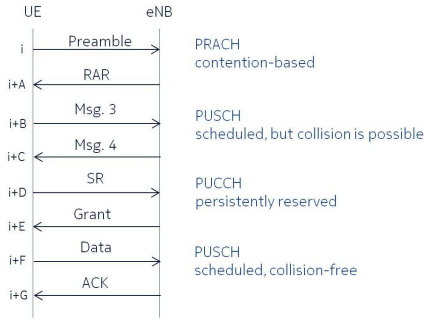 UE eNB
i Preamble PRACH
contention-based
i+A RAR
i+B Msg. 3 PUSCH
scheduled, but collision is possible
i+C Msg. 4
i+D SR PUCCH
persistently reserved
i+E Grant
i+F Data PUSCH
scheduled, collision-free
i+G ACK